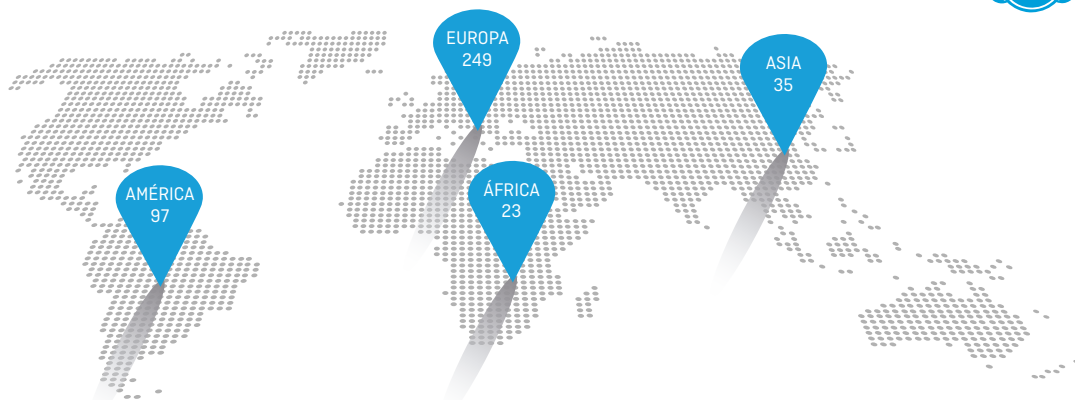 EUROPA
249
ASIA
35
AMÉRICA
97
ÁFRICA
23